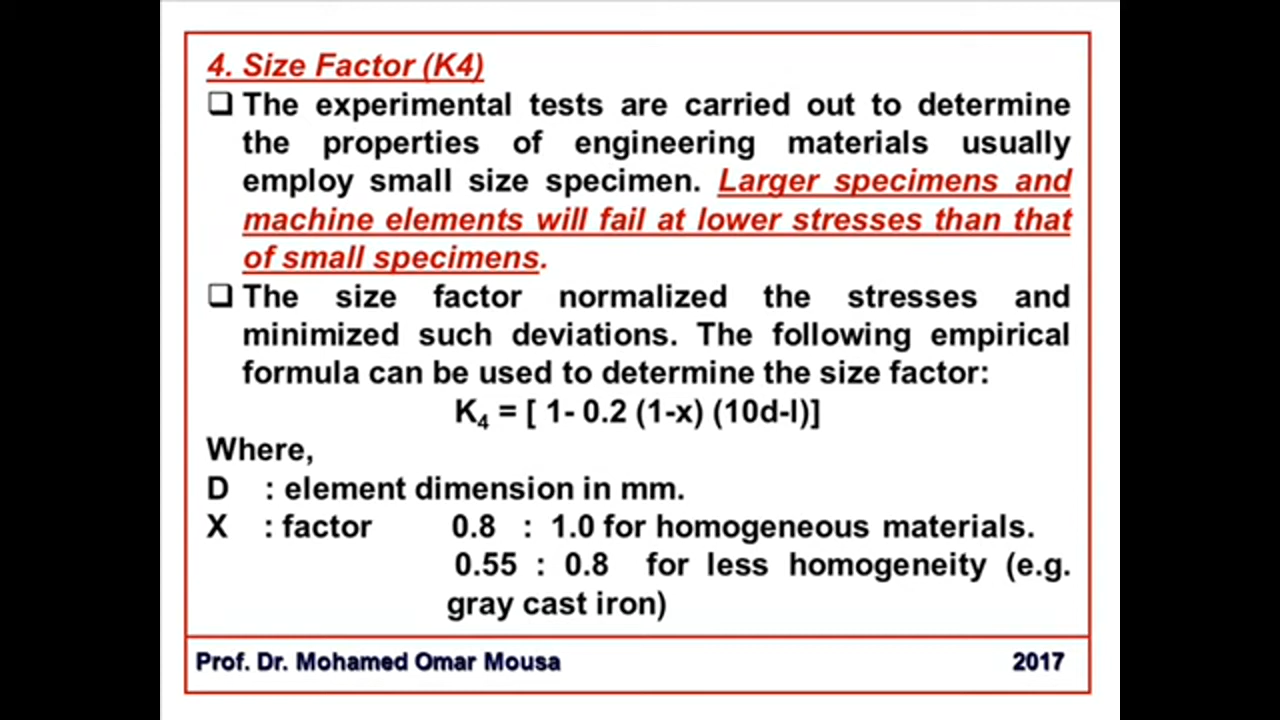 4. Size Factor (K4)
❑ The experimental tests are carried out to determine
the properties of engineering materials usually
employ small size specimen. Larger specimens and
machine elements will fail at lower stresses than that
of small specimens.
❑ The size factor normalized the stresses and
minimized such deviations. The following empirical
formula can be used to determine the size factor:
K₄ = [ 1- 0.2 (1-x) (10d-l)]
Where,
D : element dimension in mm.
X : factor 0.8 : 1.0 for homogeneous materials.
0.55 : 0.8 for less homogeneity (e.g.
gray cast iron)
Prof. Dr. Mohamed Omar Mousa 2017